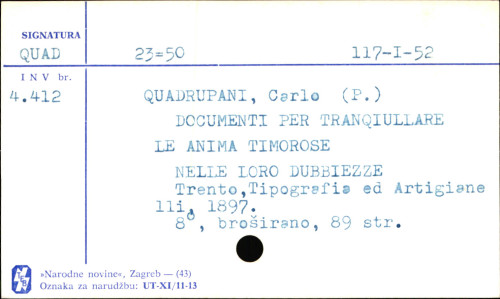 SIGNATURA
QUAD 23=50 117-I-52
INV br.
4.412 QUADRUPANI, Carlo (P.)
DOCUMENTI PER TRANQIULLARE
LE ANIMA TIMOROSE
NELLE LORO DUBBIEZZE
Trento,Tipografia ed Artigiane
lli, 1897.
8°, broširano, 89 str.
»Narodne novine«, Zagreb — (43)
Oznaka za narudžbu: UT-XI/11-13